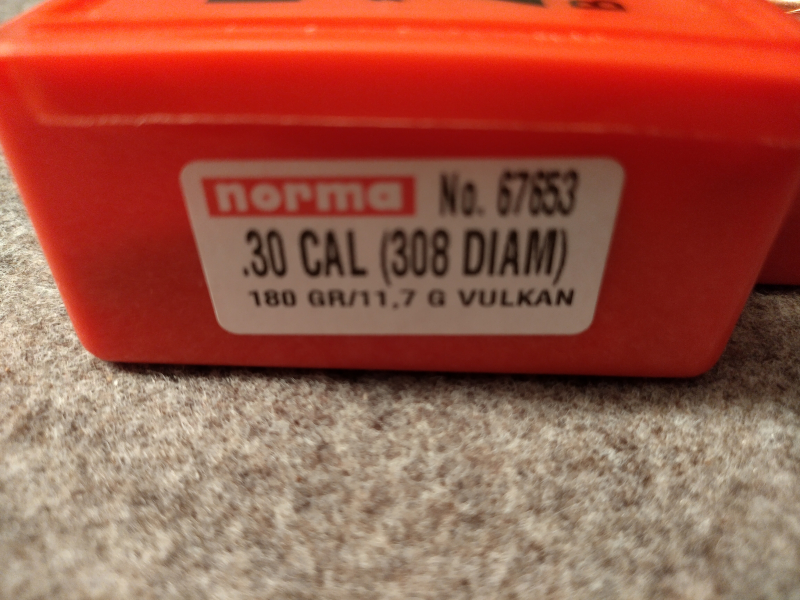 norma No. 67653
.30 CAL (308 DIAM)
180 GR/11,7 G VULKAN